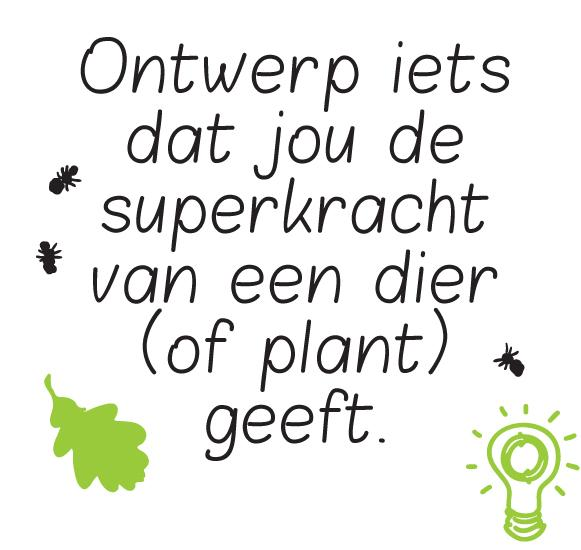 Ontwerp iets
dat jou de
superkracht
van een dier
(of plant)
geeft.